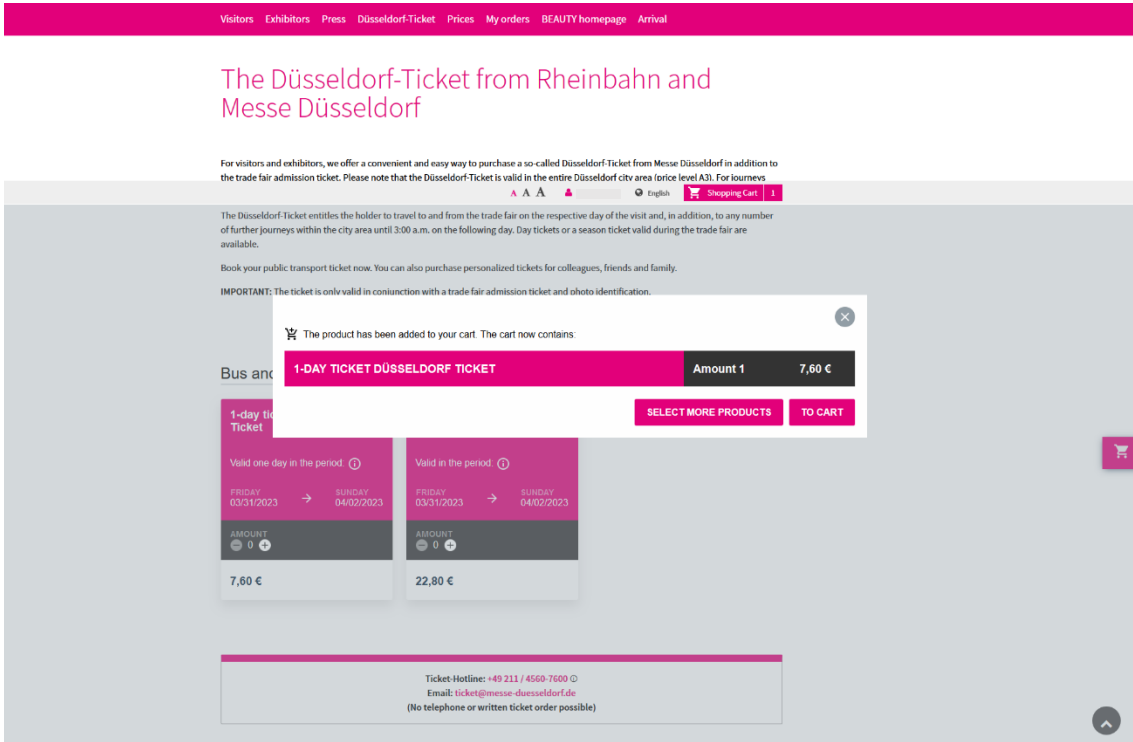 Visitors Exhibitors Press Düsseldorf-Ticket Prices My orders BEAUTY homepage Arrival
The Düsseldorf-Ticket from Rheinbahn and
Messe Düsseldorf
For visitors and exhibitors, we offer a convenient and easy way to purchase a so-called Düsseldorf-Ticket from Messe Düsseldorf in addition to
the trade fair admission ticket. Please note that the Düsseldorf-Ticket is valid in the entire Düsseldorf city area (price level A3). For journeys
A A A English Shopping Cart 1
The Düsseldorf-Ticket entitles the holder to travel to and from the trade fair on the respective day of the visit and, in addition, to any number
of further journeys within the city area until 3:00 a.m. on the following day. Day tickets or a season ticket valid during the trade fair are
available.
Book your public transport ticket now. You can also purchase personalized tickets for colleagues, friends and family.
IMPORTANT: The ticket is only valid in conjunction with a trade fair admission ticket and photo identification.
The product has been added to your cart. The cart now contains:
1-DAY TICKET DÜSSELDORF TICKET Amount 1 7,60 €
SELECT MORE PRODUCTS TO CART
Bus and
1-day
Ticket
Valid one day in the period: Valid in the period:
FRIDAY SUNDAY FRIDAY SUNDAY
03/31/2023 → 04/02/2023 03/31/2023 → 04/02/2023
AMOUNT AMOUNT
0 0
7,60 € 22,80 €
Ticket-Hotline: +49 211 / 4560-7600
Email: ticket@messe-duesseldorf.de
(No telephone or written ticket order possible)